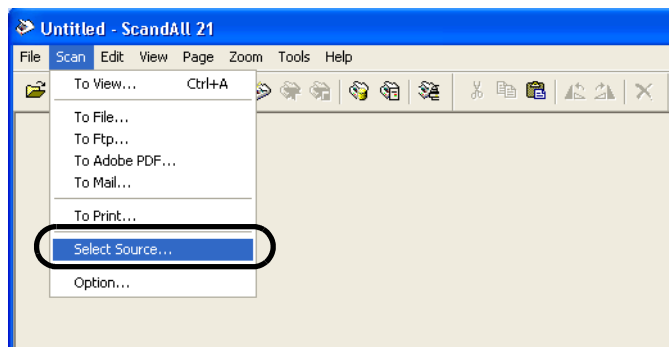 Untitled - ScandAll 21
File Scan Edit View Page Zoom Tools Help
To View... Ctrl+A
To File...
To Ftp...
To Adobe PDF...
To Mail...
To Print...
Select Source...
Option...